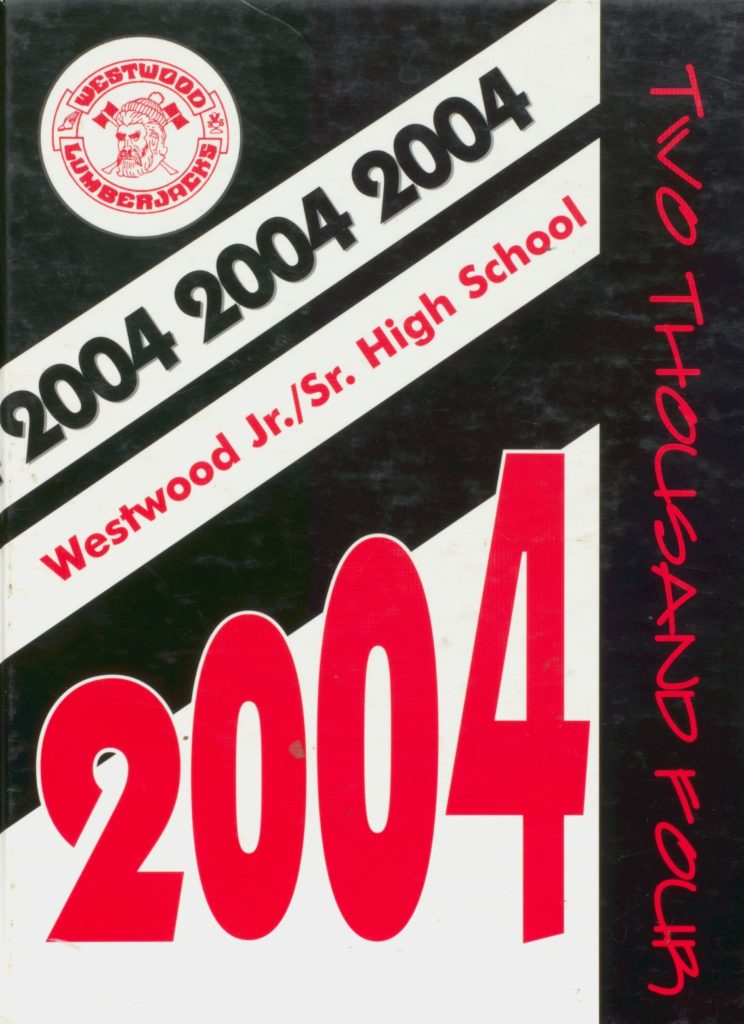 WESTWOOD
LUMBERJACKS
2004 2004 2004
Westwood Jr./Sr. High School
2004
TWO THOUSAND FOUR